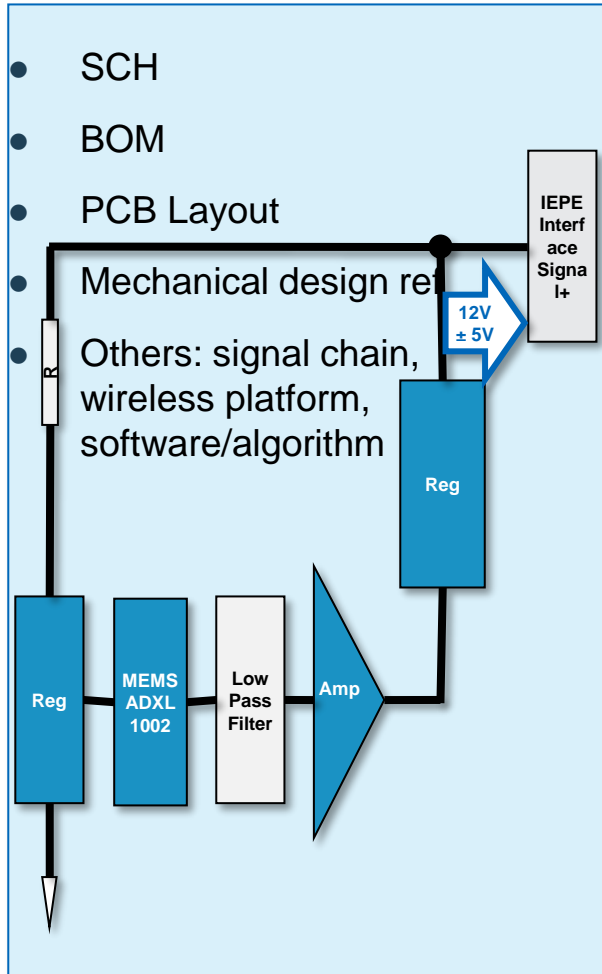 SCH
BOM
PCB Layout
Mechanical design ref
Others: signal chain,
wireless platform,
software/algorithm
IEPE
Interf
ace
Signa
l+
12V
± 5V
R
Reg
Reg
MEMS
ADXL
1002
Low
Pass
Filter
Amp